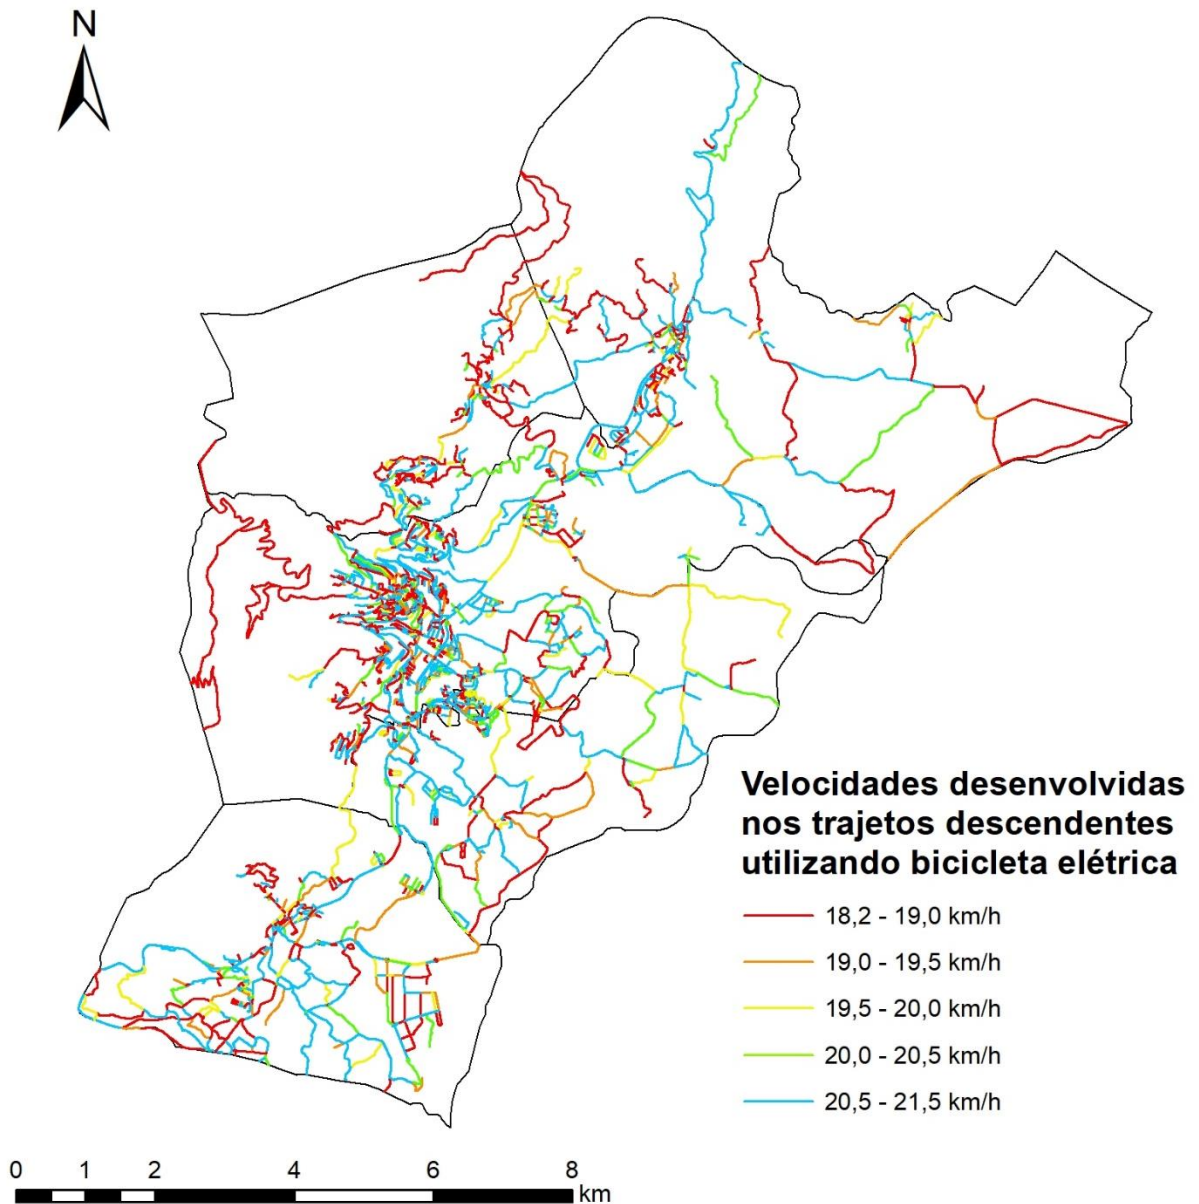 N
Velocidades desenvolvidas
nos trajetos descendentes
utilizando bicicleta elétrica
18,2 - 19,0 km/h
19,0 - 19,5 km/h
19,5 - 20,0 km/h
20,0 - 20,5 km/h
20,5 - 21,5 km/h
0 1 2 4 6 8
km